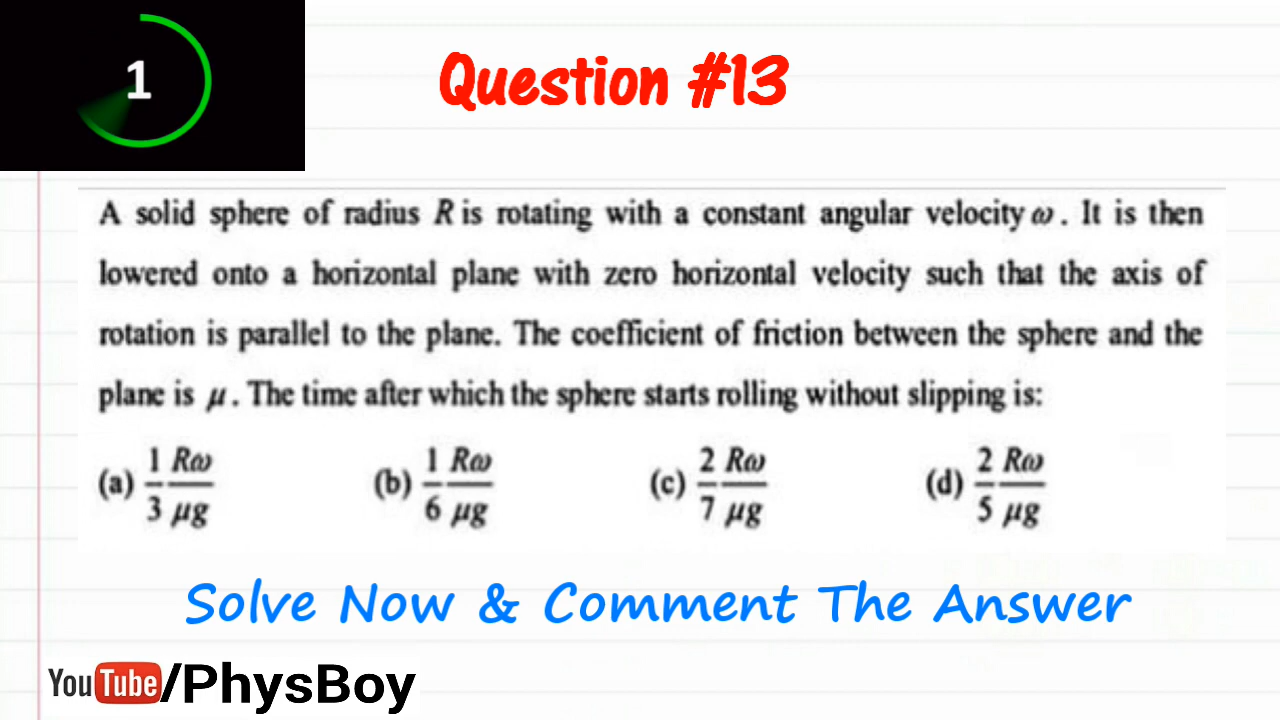 1
Question #13
A solid sphere of radius R is rotating with a constant angular velocity ω. It is then
lowered onto a horizontal plane with zero horizontal velocity such that the axis of
rotation is parallel to the plane. The coefficient of friction between the sphere and the
plane is μ. The time after which the sphere starts rolling without slipping is:
(a) 1/3 Rω/μg (b) 1/6 Rω/μg (c) 2/7 Rω/μg (d) 2/5 Rω/μg
Solve Now & Comment The Answer
YouTube/PhysBoy